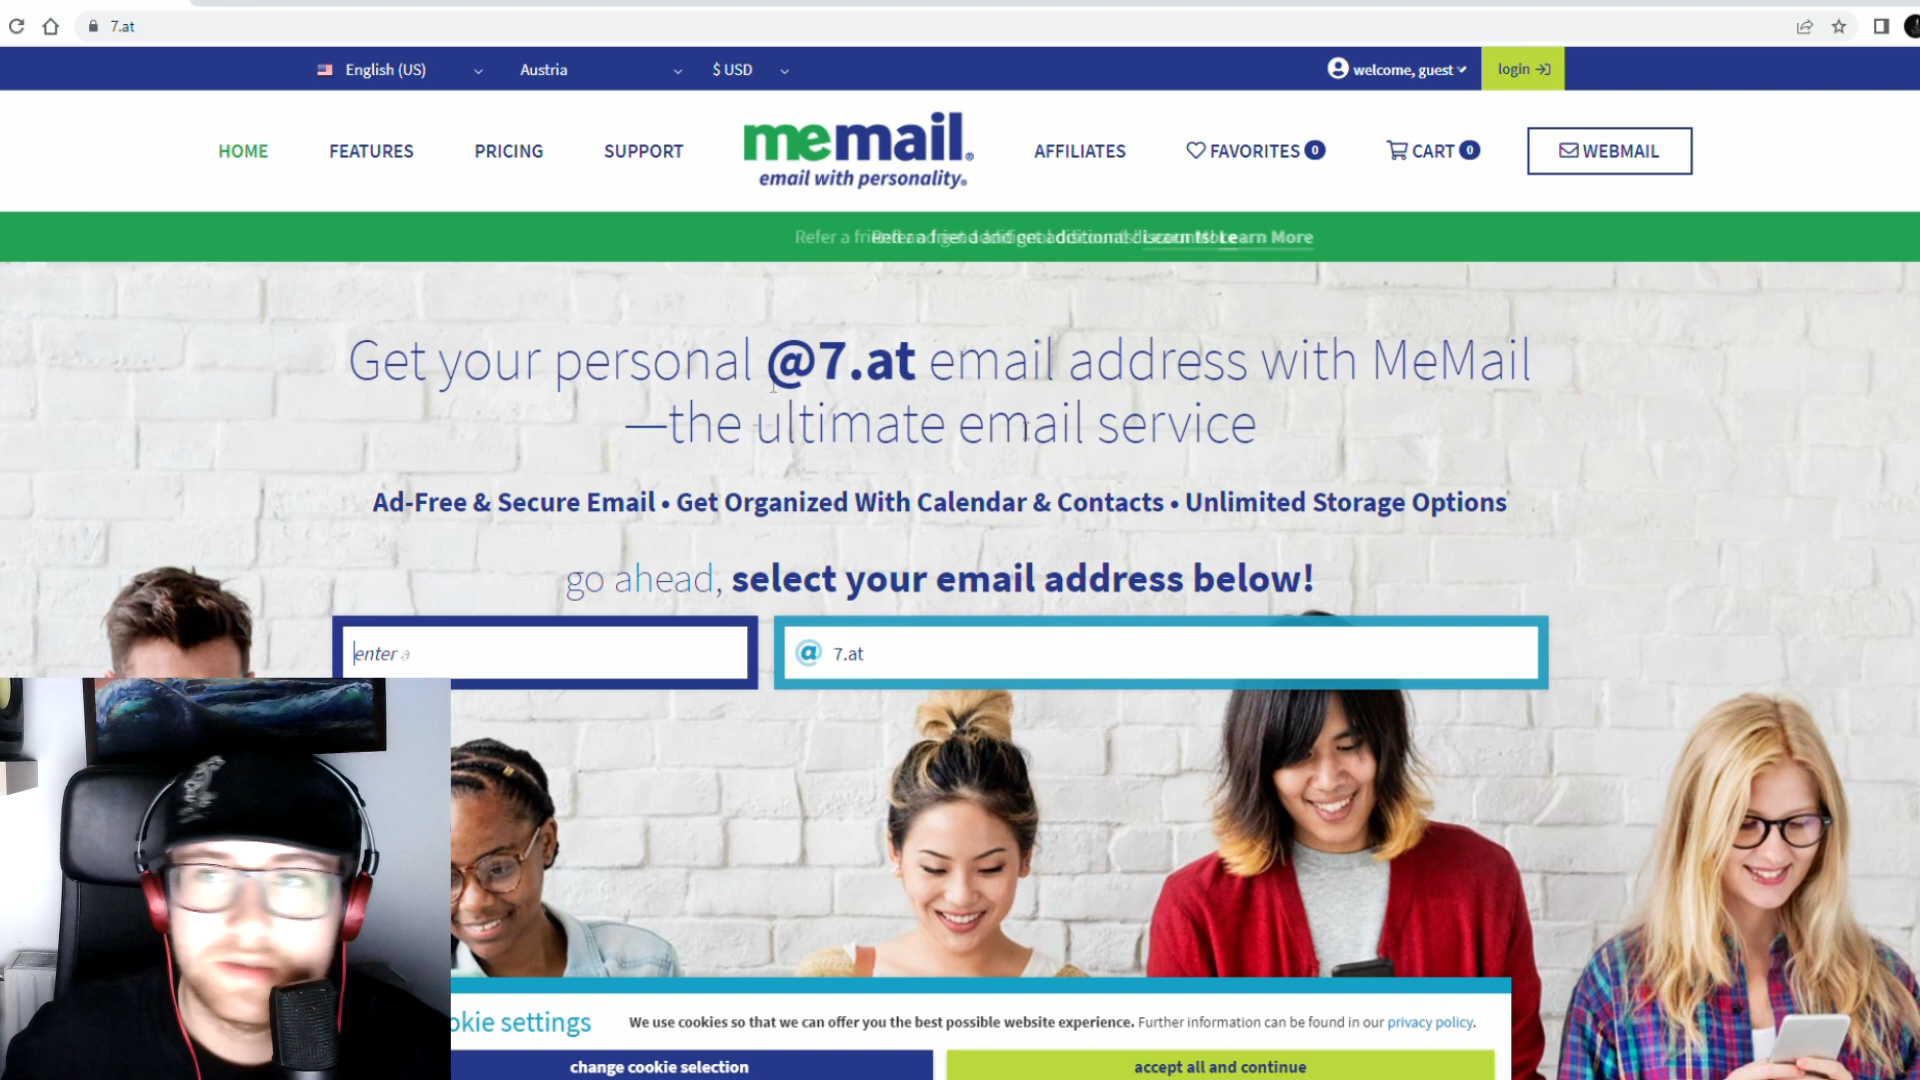 7.at
English (US)
Austria
$ USD
welcome, guest
login
HOME
FEATURES
PRICING
SUPPORT
memail®
email with personality®
AFFILIATES
FAVORITES 0
CART 0
WEBMAIL
Learn More
Get your personal @7.at email address with MeMail
—the ultimate email service
Ad-Free & Secure Email • Get Organized With Calendar & Contacts • Unlimited Storage Options
go ahead, select your email address below!
enter a
@ 7.at
okie settings
We use cookies so that we can offer you the best possible website experience. Further information can be found in our privacy policy.
change cookie selection
accept all and continue